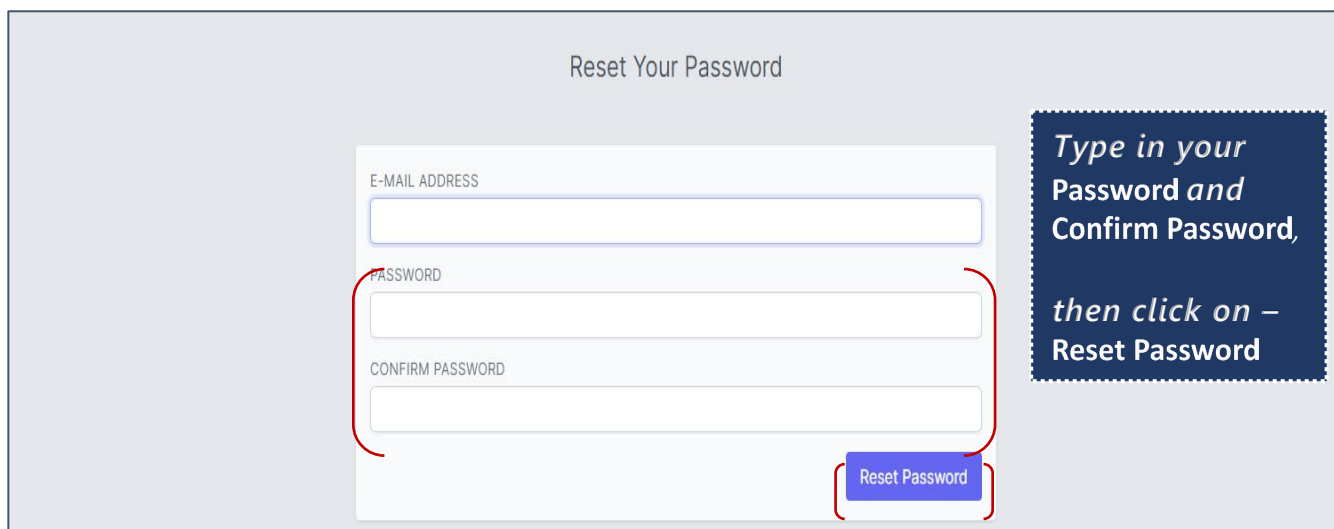 Reset Your Password
E-MAIL ADDRESS
PASSWORD
CONFIRM PASSWORD
Reset Password
Type in your
Password and
Confirm Password,
then click on –
Reset Password